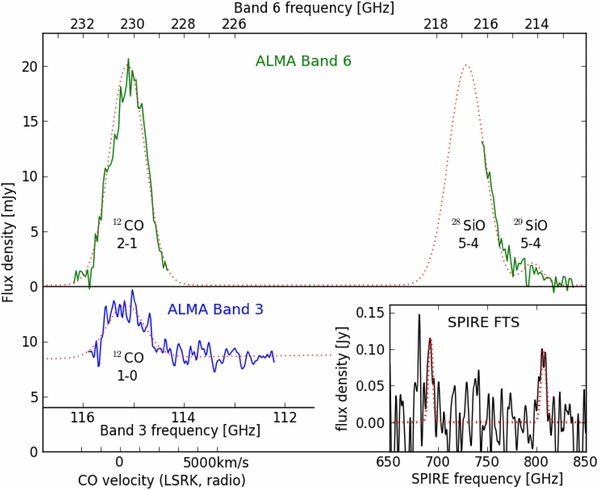 Band 6 frequency [GHz]
232 230 228 226 218 216 214
ALMA Band 6
20
15
10
5
0
Flux density [mJy]
12CO
2-1
28SiO
5-4
29SiO
5-4
ALMA Band 3
10
5
0
12CO
1-0
116 114 112
Band 3 frequency [GHz]
0 5000km/s
CO velocity (LSRK, radio)
SPIRE FTS
0.15
0.10
0.05
0.00
flux density [Jy]
650 700 750 800 850
SPIRE frequency [GHz]